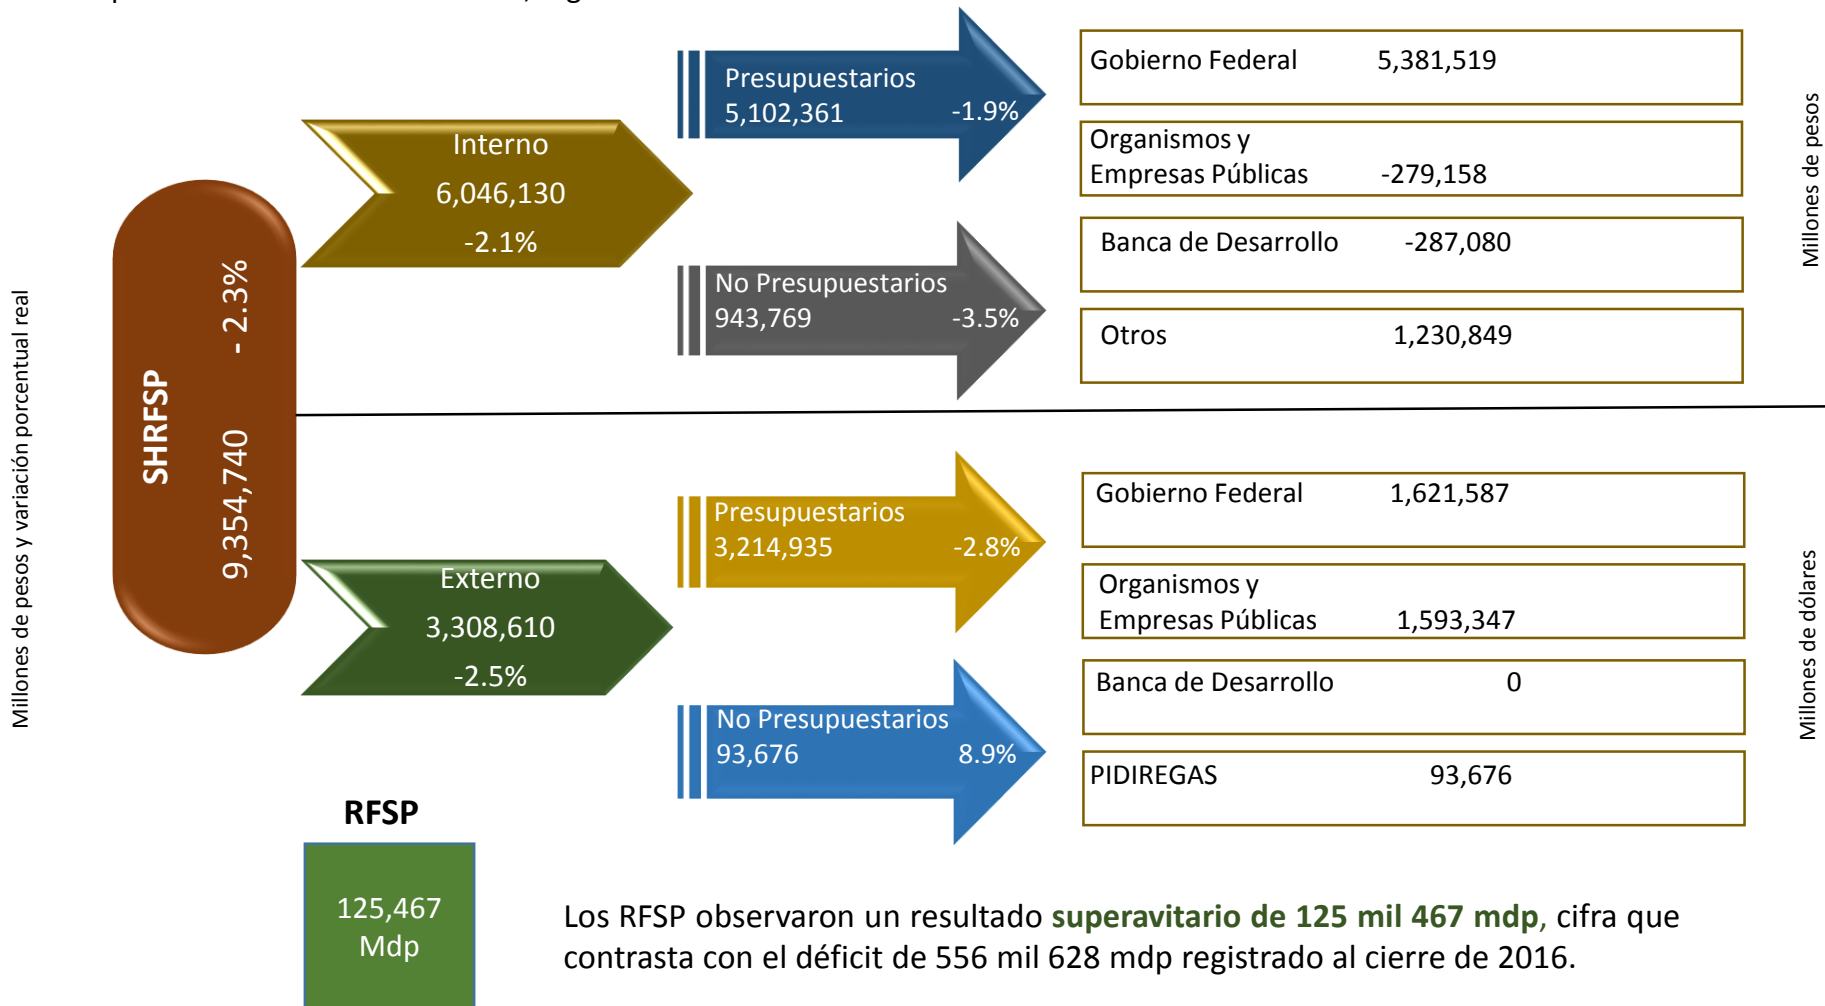 Presupuestarios
5,102,361 -1.9%
Gobierno Federal 5,381,519
Organismos y
Empresas Públicas -279,158
Interno
6,046,130
-2.1%
No Presupuestarios
943,769 -3.5%
Banca de Desarrollo -287,080
Otros 1,230,849
Millones de pesos
Millones de pesos y variación porcentual real
SHRFSP
9,354,740 - 2.3%
Presupuestarios
3,214,935 -2.8%
Gobierno Federal 1,621,587
Organismos y
Empresas Públicas 1,593,347
Externo
3,308,610
-2.5%
No Presupuestarios
93,676 8.9%
Banca de Desarrollo 0
PIDIREGAS 93,676
Millones de dólares
RFSP
125,467
Mdp
Los RFSP observaron un resultado superavitario de 125 mil 467 mdp, cifra que
contrasta con el déficit de 556 mil 628 mdp registrado al cierre de 2016.